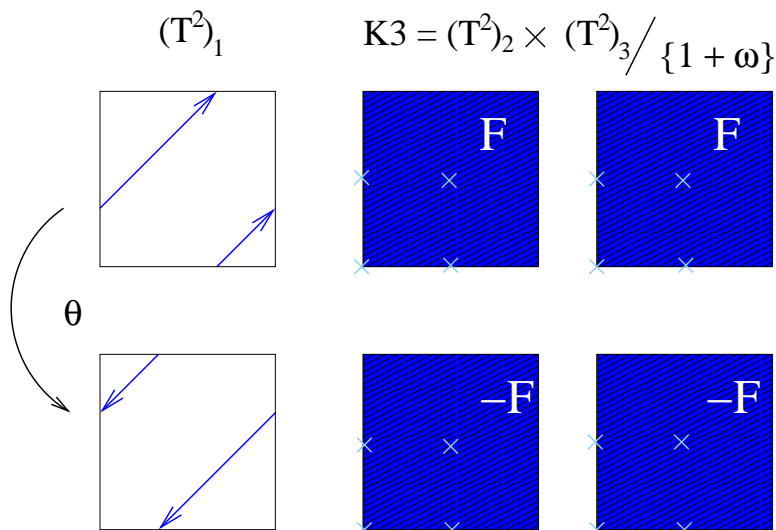 (T²)₁ K3 = (T²)₂ × (T²)₃ / {1 + ω}
F F
θ
−F −F